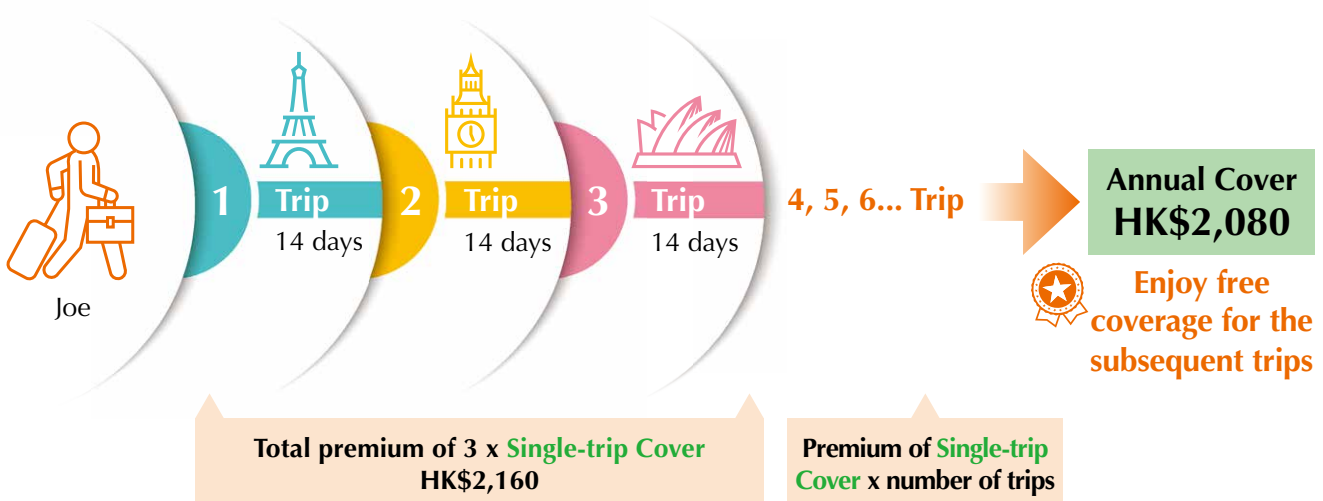 Joe
1
Trip
14 days
2
Trip
14 days
3
Trip
14 days
4, 5, 6... Trip
Annual Cover
HK$2,080
Enjoy free
coverage for the
subsequent trips
Total premium of 3 x Single-trip Cover
HK$2,160
Premium of Single-trip
Cover x number of trips